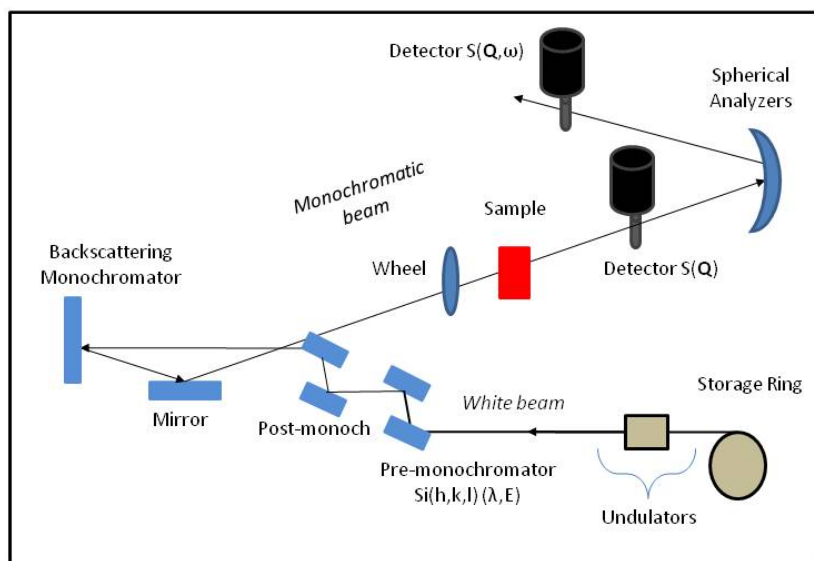 Detector S(Q,ω)
Spherical
Analyzers
Monochromatic
beam
Sample
Backscattering
Monochromator
Wheel
Detector S(Q)
Storage Ring
White beam
Mirror
Post-monoch
Pre-monochromator
Si(h,k,l) (λ,E)
Undulators